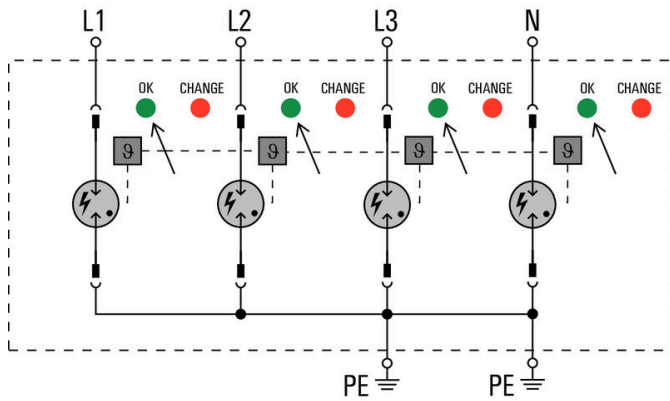 L1 L2 L3 N
OK CHANGE OK CHANGE OK CHANGE OK CHANGE
ϑ ϑ ϑ ϑ
PE PE